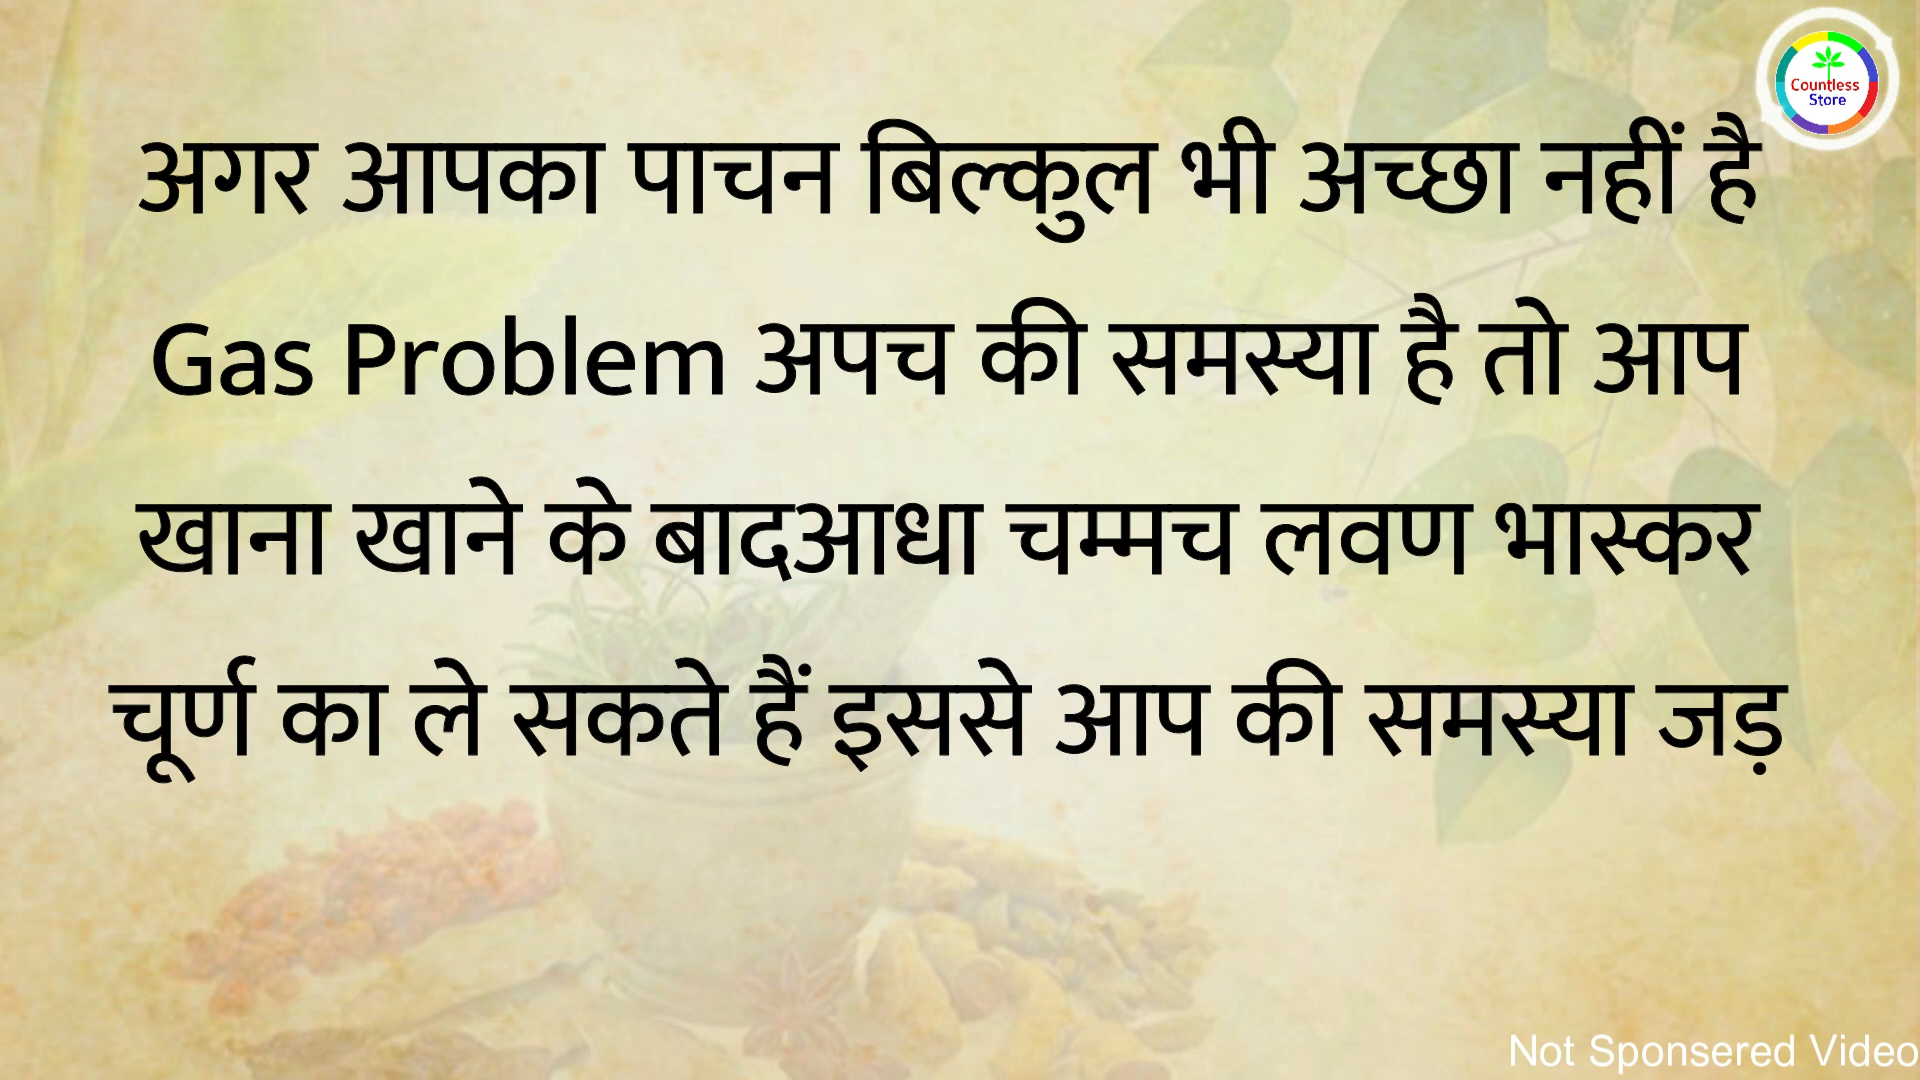 Countless
Store
अगर आपका पाचन बिल्कुल भी अच्छा नहीं है
Gas Problem अपच की समस्या है तो आप
खाना खाने के बादआधा चम्मच लवण भास्कर
चूर्ण का ले सकते हैं इससे आप की समस्या जड़
Not Sponsered Video